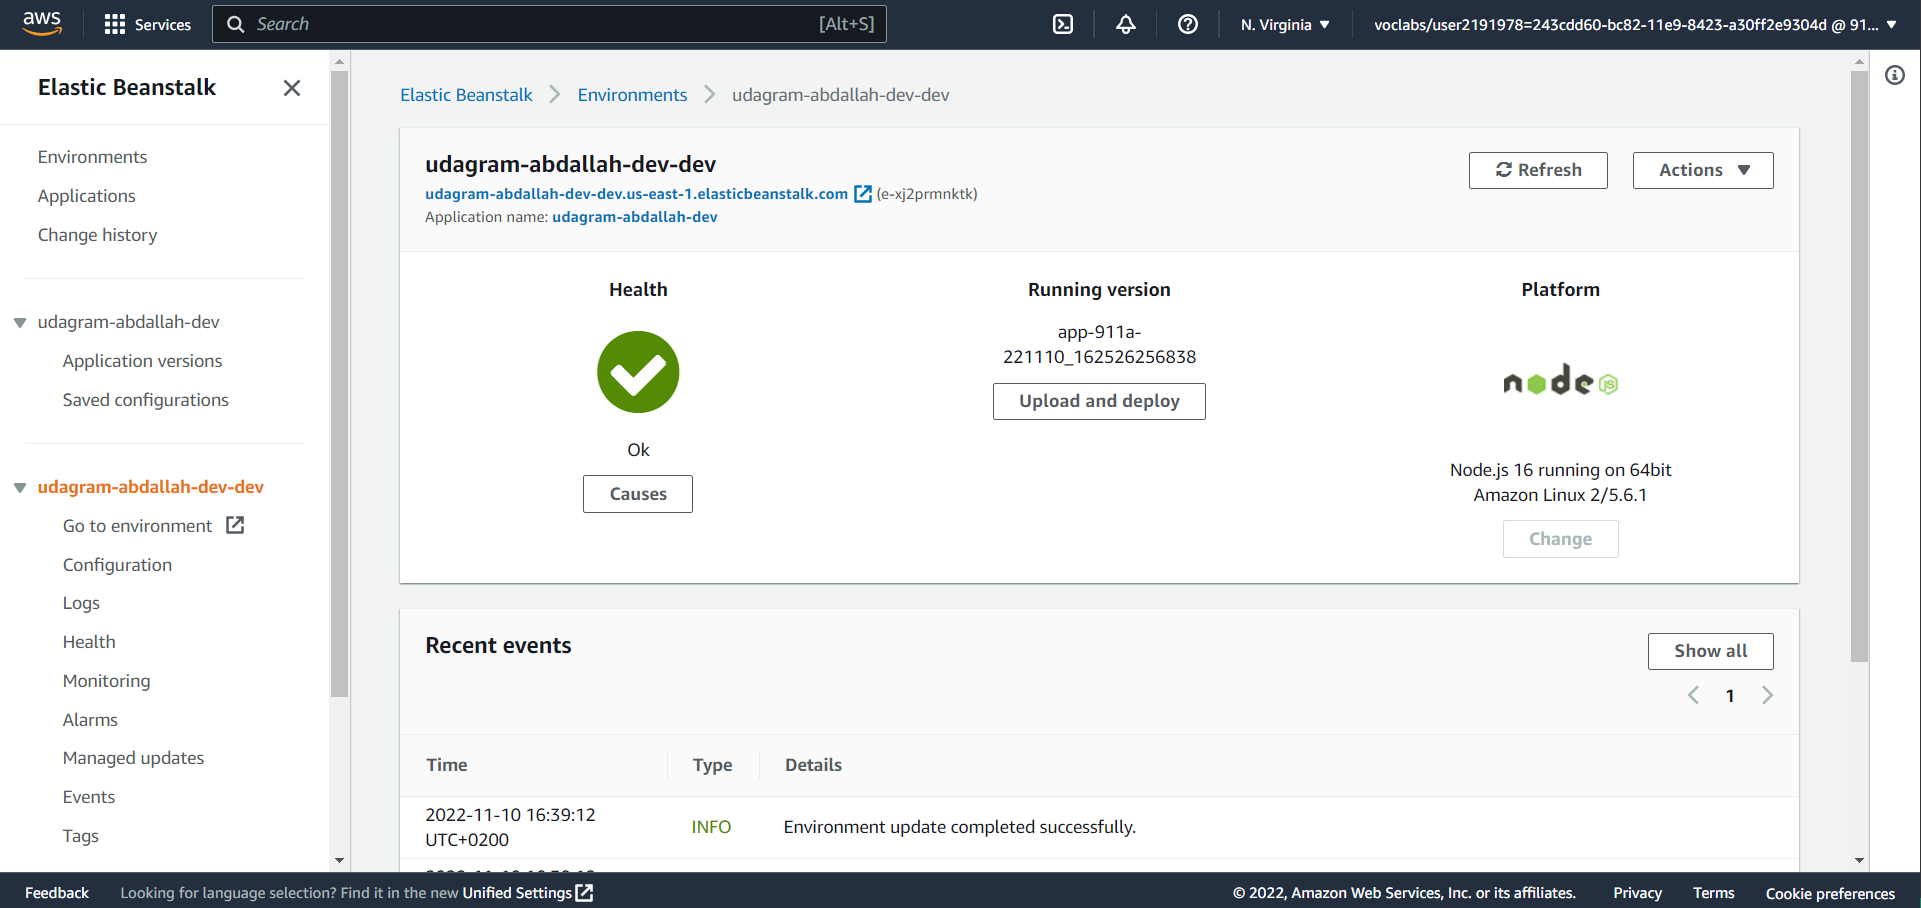 aws
Services
Search
[Alt+S]
N. Virginia
voclabs/user2191978=243cdd60-bc82-11e9-8423-a30ff2e9304d @ 91...
Elastic Beanstalk
Environments
Applications
Change history
udagram-abdallah-dev
Application versions
Saved configurations
udagram-abdallah-dev-dev
Go to environment
Configuration
Logs
Health
Monitoring
Alarms
Managed updates
Events
Tags
Elastic Beanstalk > Environments > udagram-abdallah-dev-dev
udagram-abdallah-dev-dev
udagram-abdallah-dev-dev.us-east-1.elasticbeanstalk.com (e-xj2prmnktk)
Application name: udagram-abdallah-dev
Refresh
Actions
Health
Ok
Causes
Running version
app-911a-
221110_162526256838
Upload and deploy
Platform
node JS
Node.js 16 running on 64bit
Amazon Linux 2/5.6.1
Change
Recent events
Show all
1
Time
Type
Details
2022-11-10 16:39:12
UTC+0200
INFO
Environment update completed successfully.
Feedback
Looking for language selection? Find it in the new Unified Settings
© 2022, Amazon Web Services, Inc. or its affiliates.
Privacy
Terms
Cookie preferences